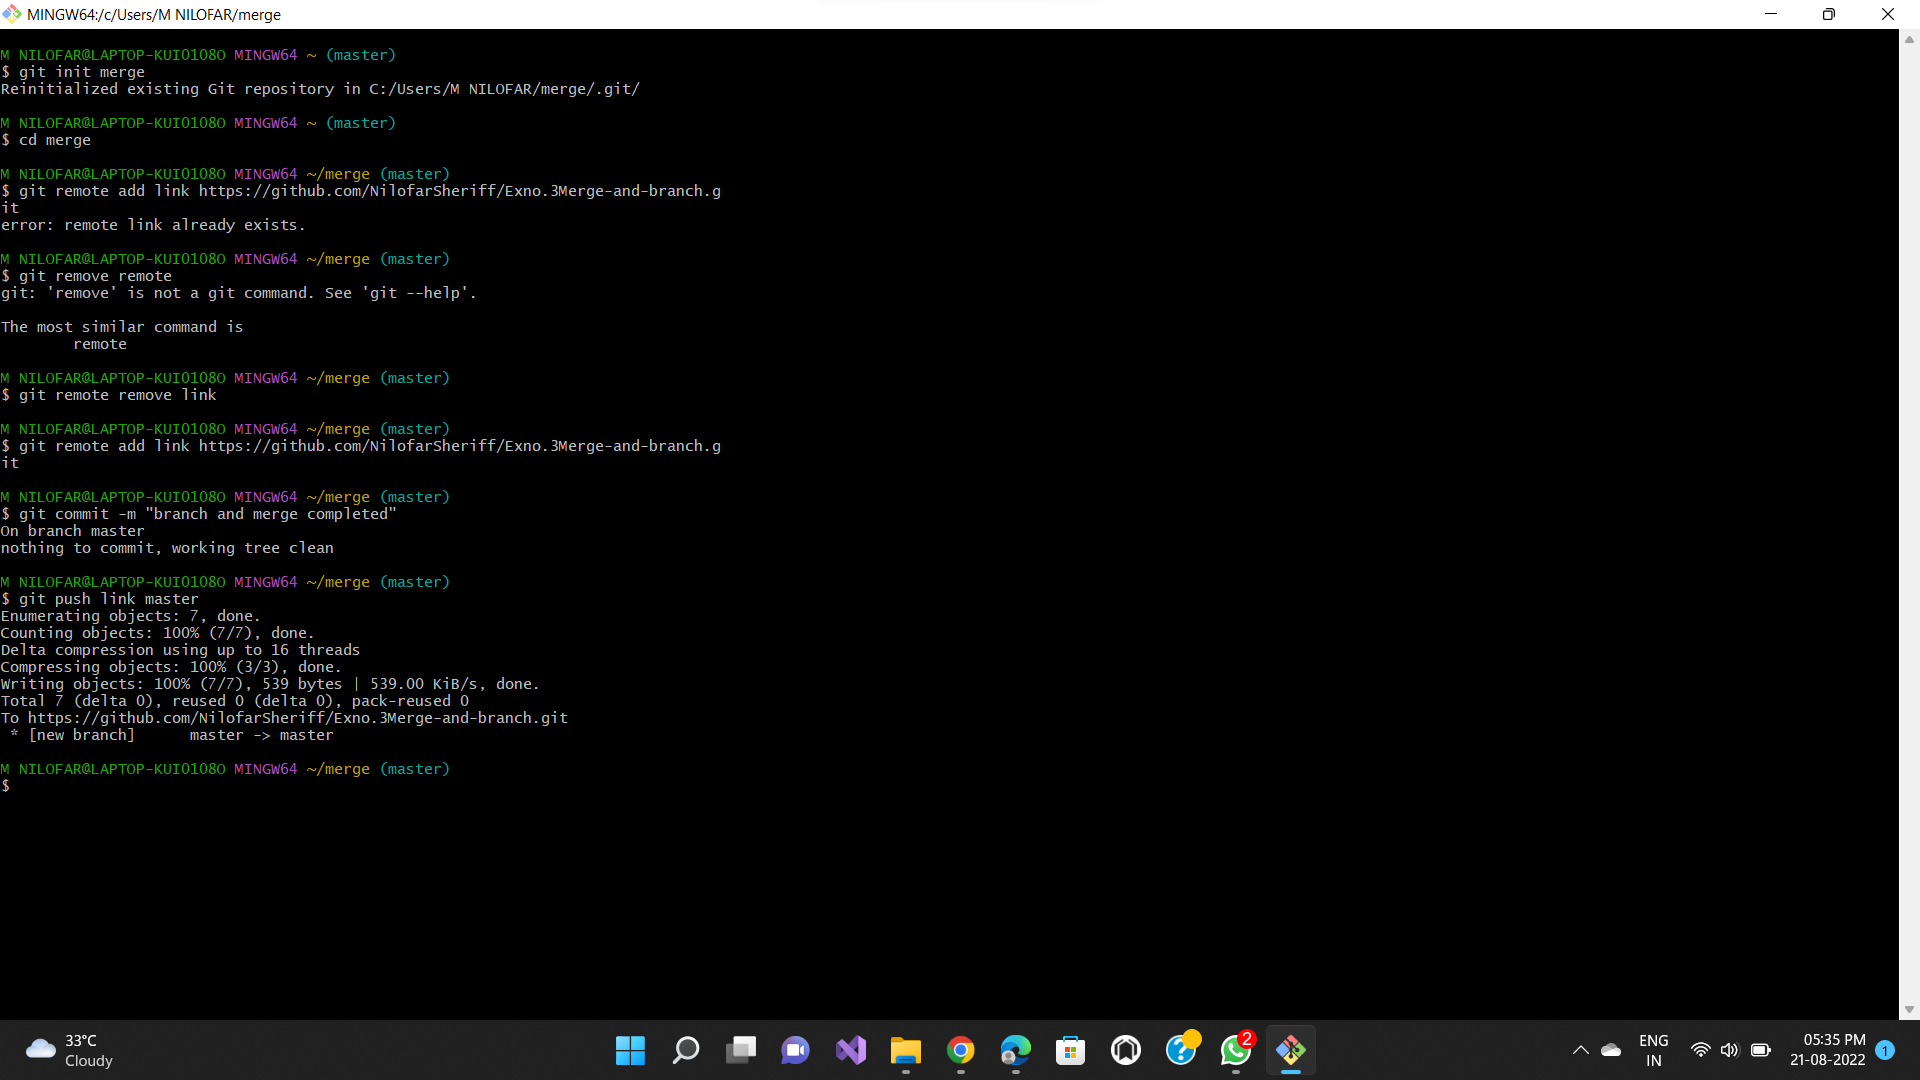 MINGW64:/c/Users/M NILOFAR/merge
M NILOFAR@LAPTOP-KUI0108O MINGW64 ~ (master)
$ git init merge
Reinitialized existing Git repository in C:/Users/M NILOFAR/merge/.git/
M NILOFAR@LAPTOP-KUI0108O MINGW64 ~ (master)
$ cd merge
M NILOFAR@LAPTOP-KUI0108O MINGW64 ~/merge (master)
$ git remote add link https://github.com/NilofarSheriff/Exno.3Merge-and-branch.g
it
error: remote link already exists.
M NILOFAR@LAPTOP-KUI0108O MINGW64 ~/merge (master)
$ git remove remote
git: 'remove' is not a git command. See 'git --help'.
The most similar command is
remote
M NILOFAR@LAPTOP-KUI0108O MINGW64 ~/merge (master)
$ git remote remove link
M NILOFAR@LAPTOP-KUI0108O MINGW64 ~/merge (master)
$ git remote add link https://github.com/NilofarSheriff/Exno.3Merge-and-branch.g
it
M NILOFAR@LAPTOP-KUI0108O MINGW64 ~/merge (master)
$ git commit -m "branch and merge completed"
On branch master
nothing to commit, working tree clean
M NILOFAR@LAPTOP-KUI0108O MINGW64 ~/merge (master)
$ git push link master
Enumerating objects: 7, done.
Counting objects: 100% (7/7), done.
Delta compression using up to 16 threads
Compressing objects: 100% (3/3), done.
Writing objects: 100% (7/7), 539 bytes | 539.00 KiB/s, done.
Total 7 (delta 0), reused 0 (delta 0), pack-reused 0
To https://github.com/NilofarSheriff/Exno.3Merge-and-branch.git
* [new branch]      master -> master
M NILOFAR@LAPTOP-KUI0108O MINGW64 ~/merge (master)
$
33°C
Cloudy
2
ENG
IN
05:35 PM
21-08-2022
1